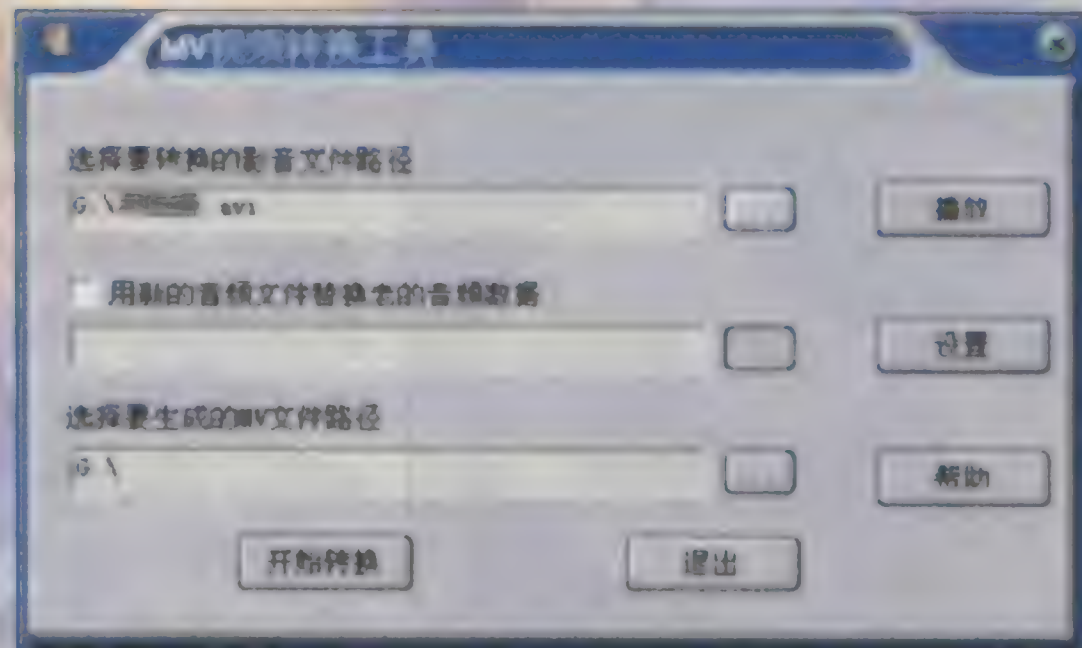 MV视频转换工具
选择要转换的影音文件路径
G:\ avi
播放
用新的音频文件替换老的音频数据
设置
选择要生成的MV文件路径
G:\
帮助
开始转换
退出